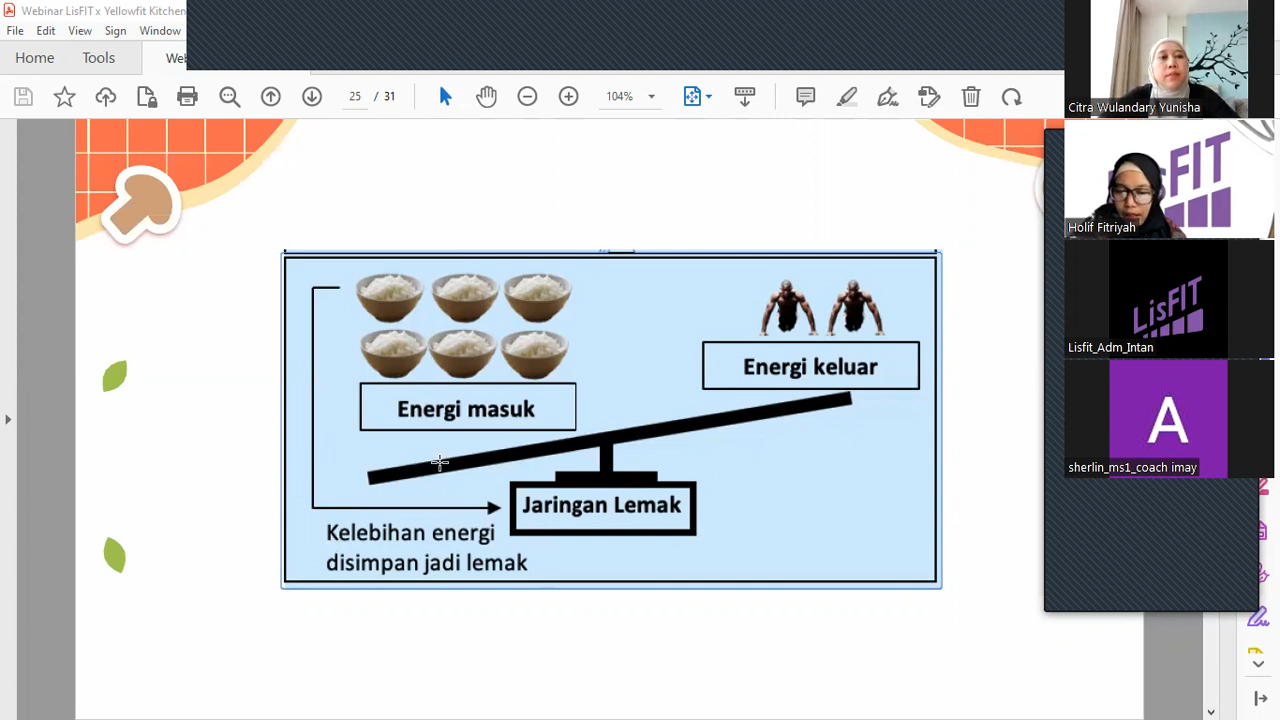 Webinar LisFIT x Yellowfit Kitchen
File Edit View Sign Window
Home Tools Web
25 / 31
104%
Energi masuk
Energi keluar
Jaringan Lemak
Kelebihan energi
disimpan jadi lemak
Citra Wulandary Yunisha
FIT
Holif Fitriyah
LisFIT
Lisfit_Adm_Intan
A
sherlin_ms1_coach imay